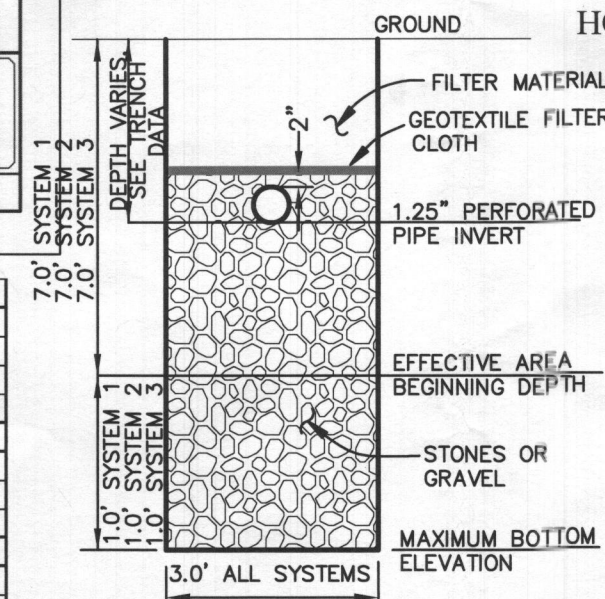 GROUND
HO
FILTER MATERIAL
GEOTEXTILE FILTER
CLOTH
2"
DEPTH VARIES,
SEE TRENCH
DATA
7.0' SYSTEM 1
7.0' SYSTEM 2
7.0' SYSTEM 3
1.25" PERFORATED
PIPE INVERT
EFFECTIVE AREA
BEGINNING DEPTH
1.0' SYSTEM 1
1.0' SYSTEM 2
1.0' SYSTEM 3
STONES OR
GRAVEL
MAXIMUM BOTTOM
ELEVATION
3.0' ALL SYSTEMS